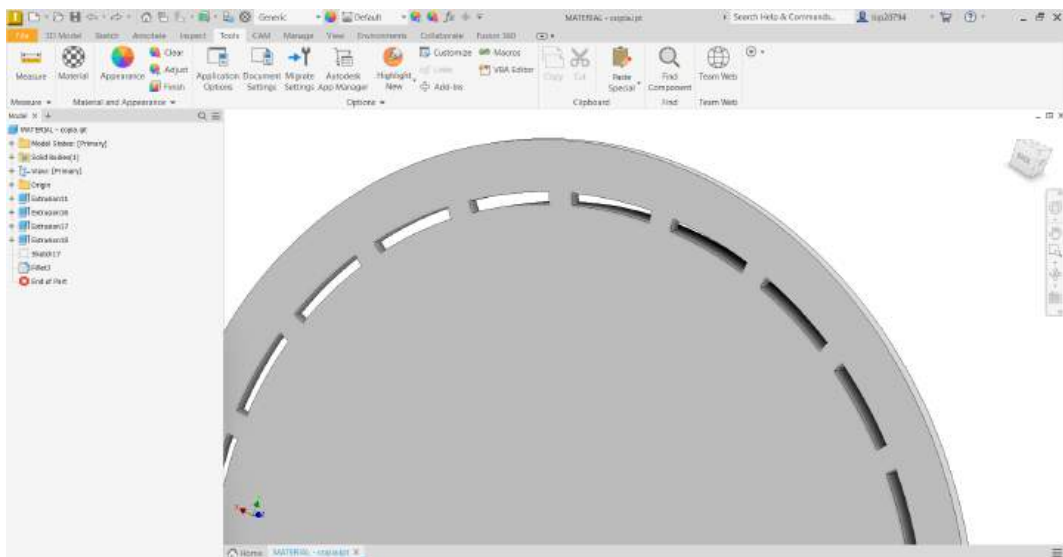 Generic
Default
MATERIAL - copia.ipt
Search Help & Commands...
File 3D Model Sketch Annotate Inspect Tools CAM Manage View Environments Collaborate Fusion 360
Measure
Material
Appearance
Clear
Adjust
Finish
Application Options
Document Settings
Migrate Settings
Autodesk App Manager
Highlight New
Customize
Links
Add-Ins
Macros
VBA Editor
Copy
Cut
Paste Special
Find Component
Team Web
Measure
Material and Appearance
Options
Clipboard
Find
Team Web
Model
MATERIAL - copia.ipt
Model States: [Primary]
Solid Bodies(1)
View: [Primary]
Origin
Extrusion17
Sketch17
End of Part
BACK
Home
MATERIAL - copia.ipt